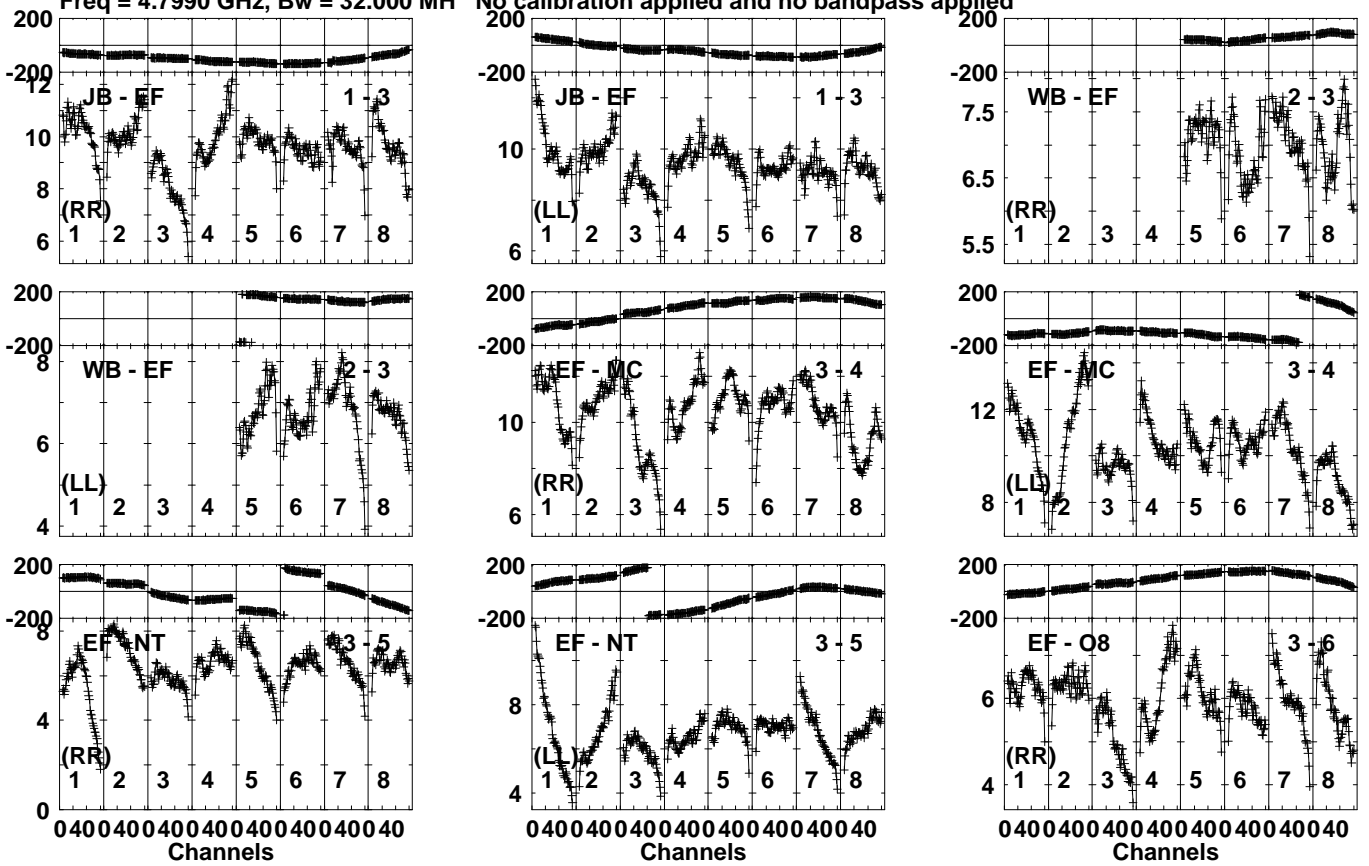 Freq = 4.7990 GHz, Bw = 32.000 MH No calibration applied and no bandpass applied
200
-200
12
10
8
6
JB - EF 1 - 3
(RR)
1 2 3 4 5 6 7 8
200
-200
10
6
JB - EF 1 - 3
(LL)
1 2 3 4 5 6 7 8
200
-200
7.5
6.5
5.5
WB - EF 2 - 3
(RR)
1 2 3 4 5 6 7 8
200
-200
8
6
4
WB - EF 2 - 3
(LL)
1 2 3 4 5 6 7 8
200
-200
10
6
EF - MC 3 - 4
(RR)
1 2 3 4 5 6 7 8
200
-200
12
8
EF - MC 3 - 4
(LL)
1 2 3 4 5 6 7 8
200
-200
8
4
0
EF - NT 3 - 5
(RR)
1 2 3 4 5 6 7 8
0 40 0 40 0 40 0 40 0 40 0 40 0 40 0 40
Channels
200
-200
8
4
EF - NT 3 - 5
(LL)
1 2 3 4 5 6 7 8
0 40 0 40 0 40 0 40 0 40 0 40 0 40 0 40
Channels
200
-200
6
4
EF - O8 3 - 6
(RR)
1 2 3 4 5 6 7 8
0 40 0 40 0 40 0 40 0 40 0 40 0 40 0 40
Channels